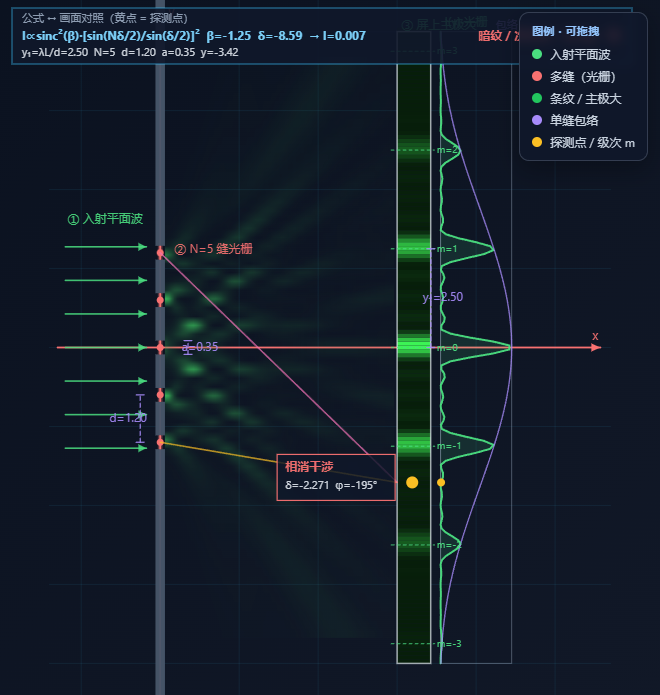 公式 ↔ 画面对照 (黄点 = 探测点)
I∝sinc²(β)·[sin(Nδ/2)/sin(δ/2)]² β=-1.25 δ=-8.59 → I=0.007
y₁=λL/d=2.50 N=5 d=1.20 a=0.35 y=-3.42
暗纹 /
图例 · 可拖拽
入射平面波
多缝（光栅）
条纹 / 主极大
单缝包络
探测点 / 级次 m
m=3
m=2
① 入射平面波
② N=5 缝光栅
m=1
y₁=2.50
x
a=0.35
m=0
d=1.20
m=-1
相消干涉
δ=-2.271 φ=-195°
m=-2
m=-3